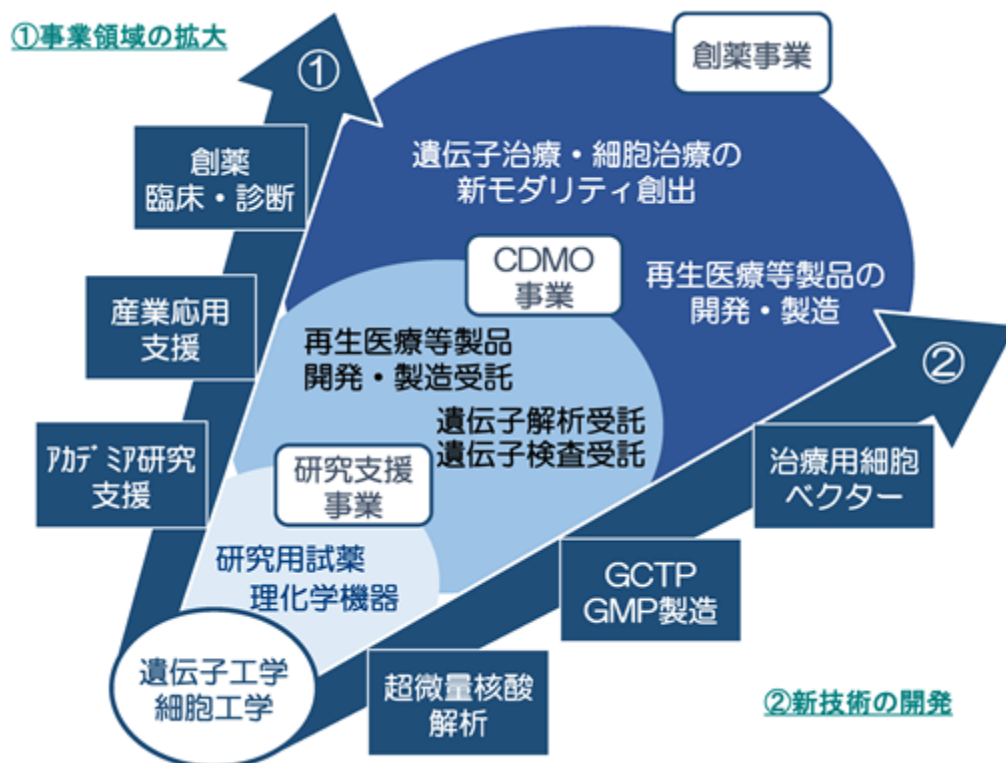 ①事業領域の拡大
①
創薬事業
創薬
臨床・診断
遺伝子治療・細胞治療の
新モダリティ創出
CDMO
事業
再生医療等製品の
開発・製造
産業応用
支援
再生医療等製品
開発・製造受託
②
遺伝子解析受託
遺伝子検査受託
ｱｶﾃﾞﾐｱ研究
支援
研究支援
事業
治療用細胞
ベクター
研究用試薬
理化学機器
GCTP
GMP製造
遺伝子工学
細胞工学
超微量核酸
解析
②新技術の開発